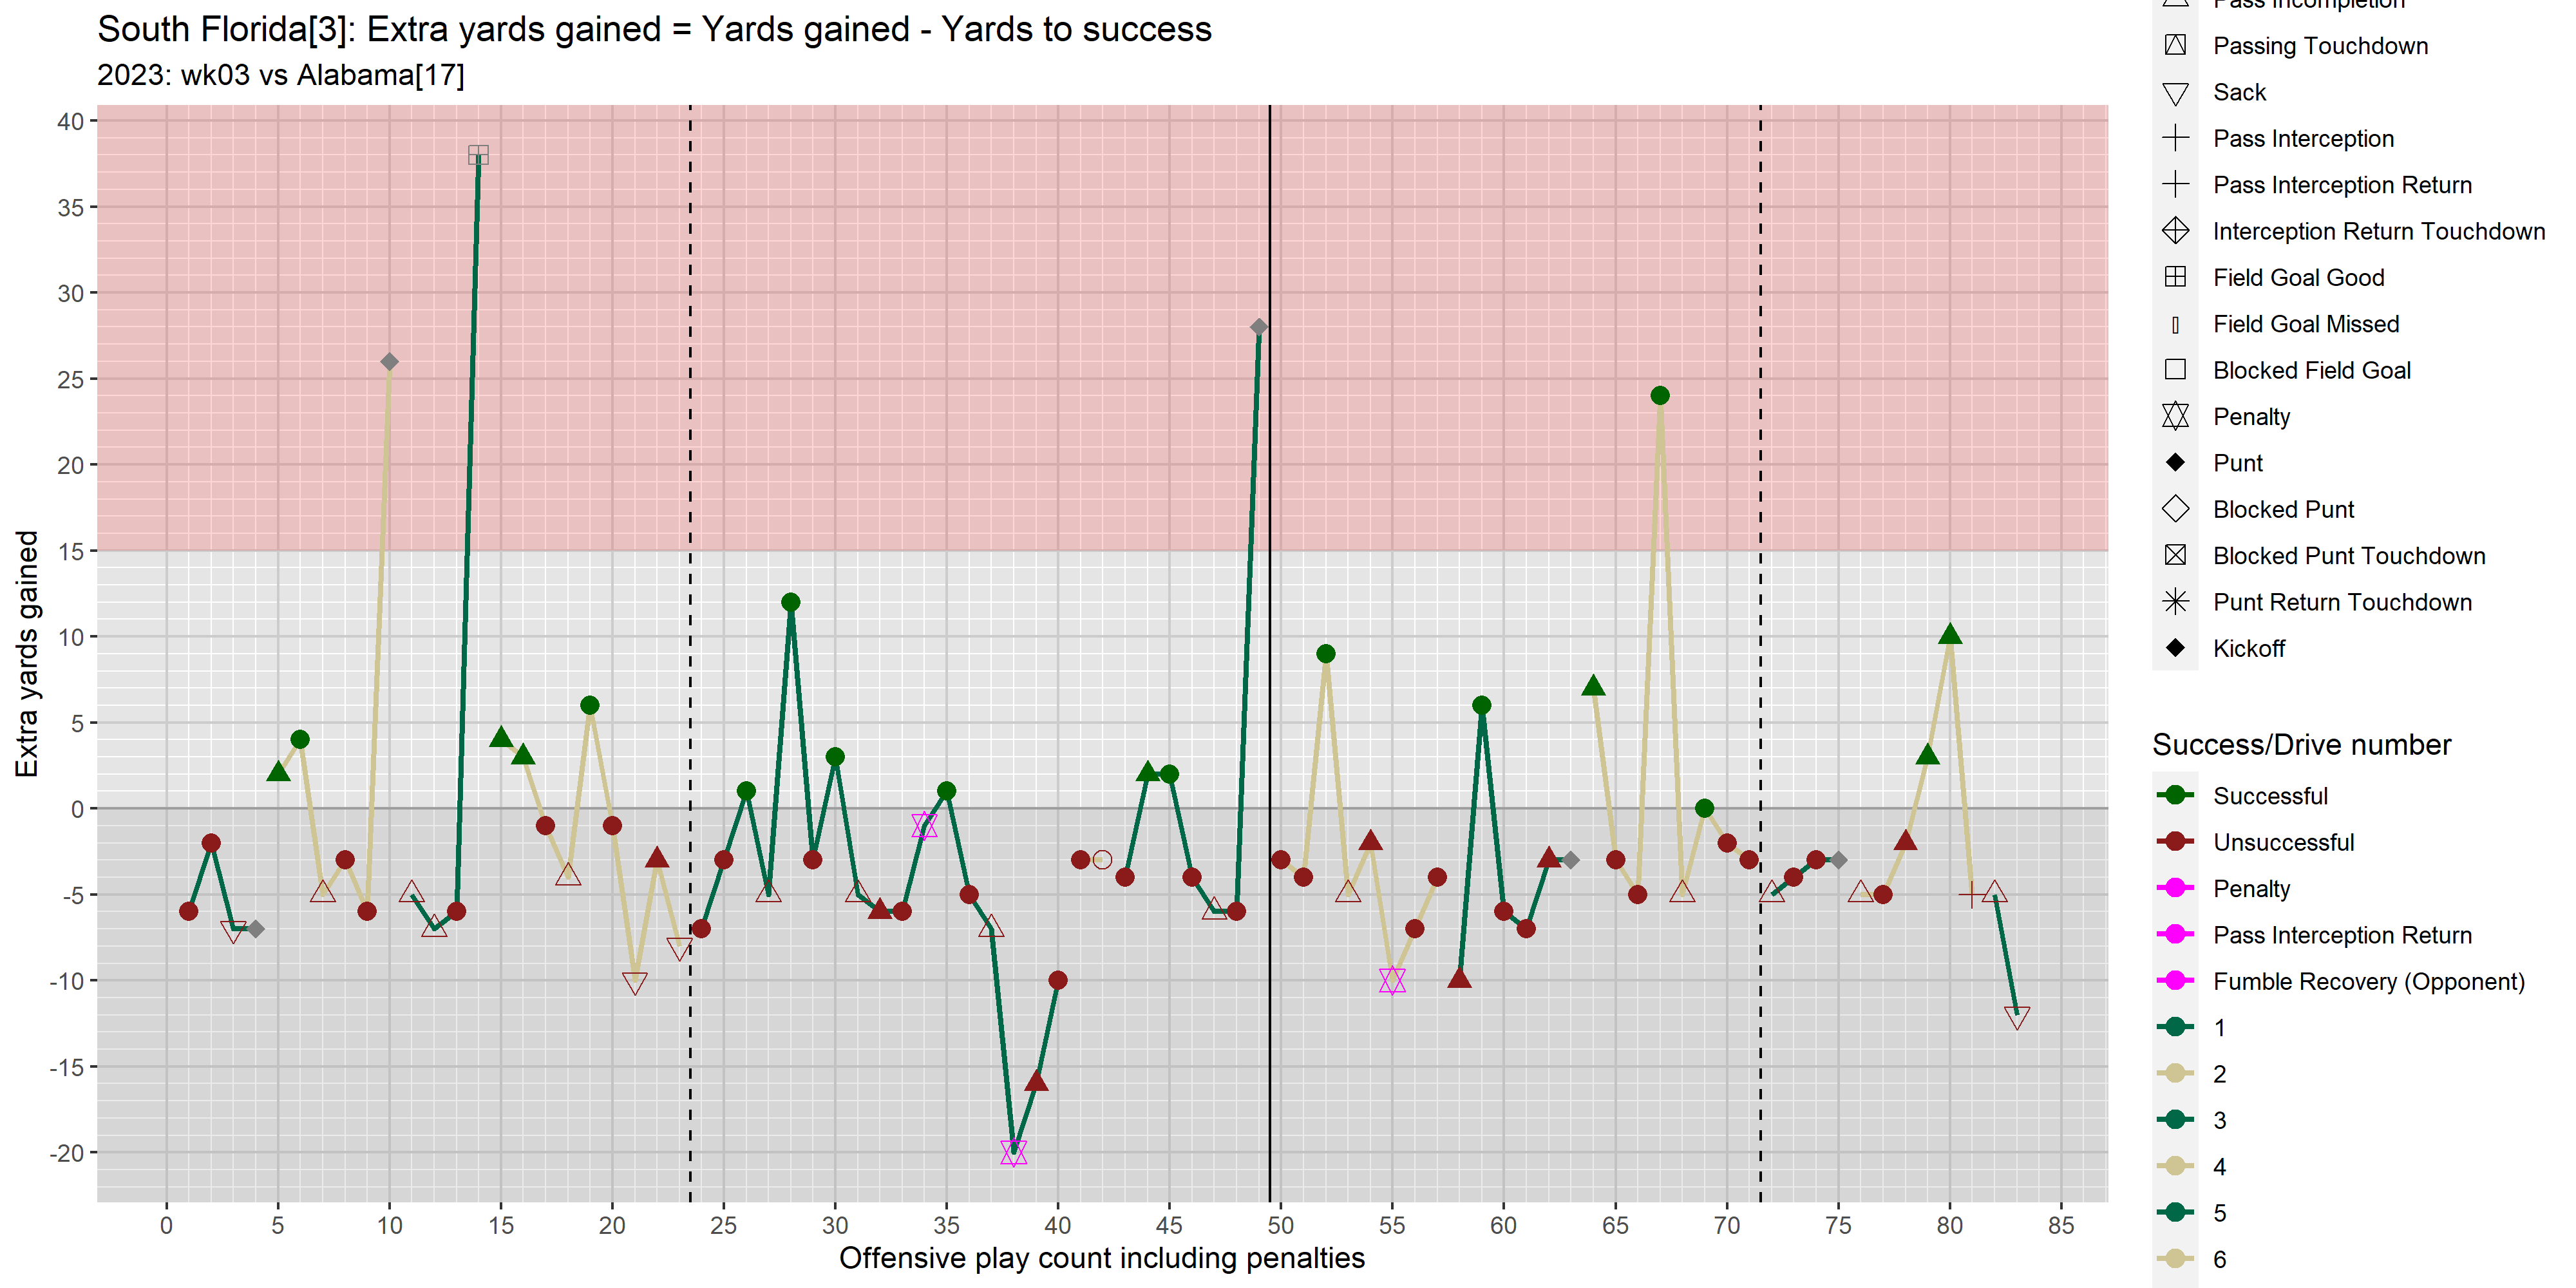 South Florida[3]: Extra yards gained = Yards gained - Yards to success
2023: wk03 vs Alabama[17]
Extra yards gained
40
35
30
25
20
15
10
5
0
-5
-10
-15
-20
0 5 10 15 20 25 30 35 40 45 50 55 60 65 70 75 80 85
Offensive play count including penalties
Pass Incompletion
Passing Touchdown
Sack
Pass Interception
Pass Interception Return
Interception Return Touchdown
Field Goal Good
Field Goal Missed
Blocked Field Goal
Penalty
Punt
Blocked Punt
Blocked Punt Touchdown
Punt Return Touchdown
Kickoff
Success/Drive number
Successful
Unsuccessful
Penalty
Pass Interception Return
Fumble Recovery (Opponent)
1
2
3
4
5
6